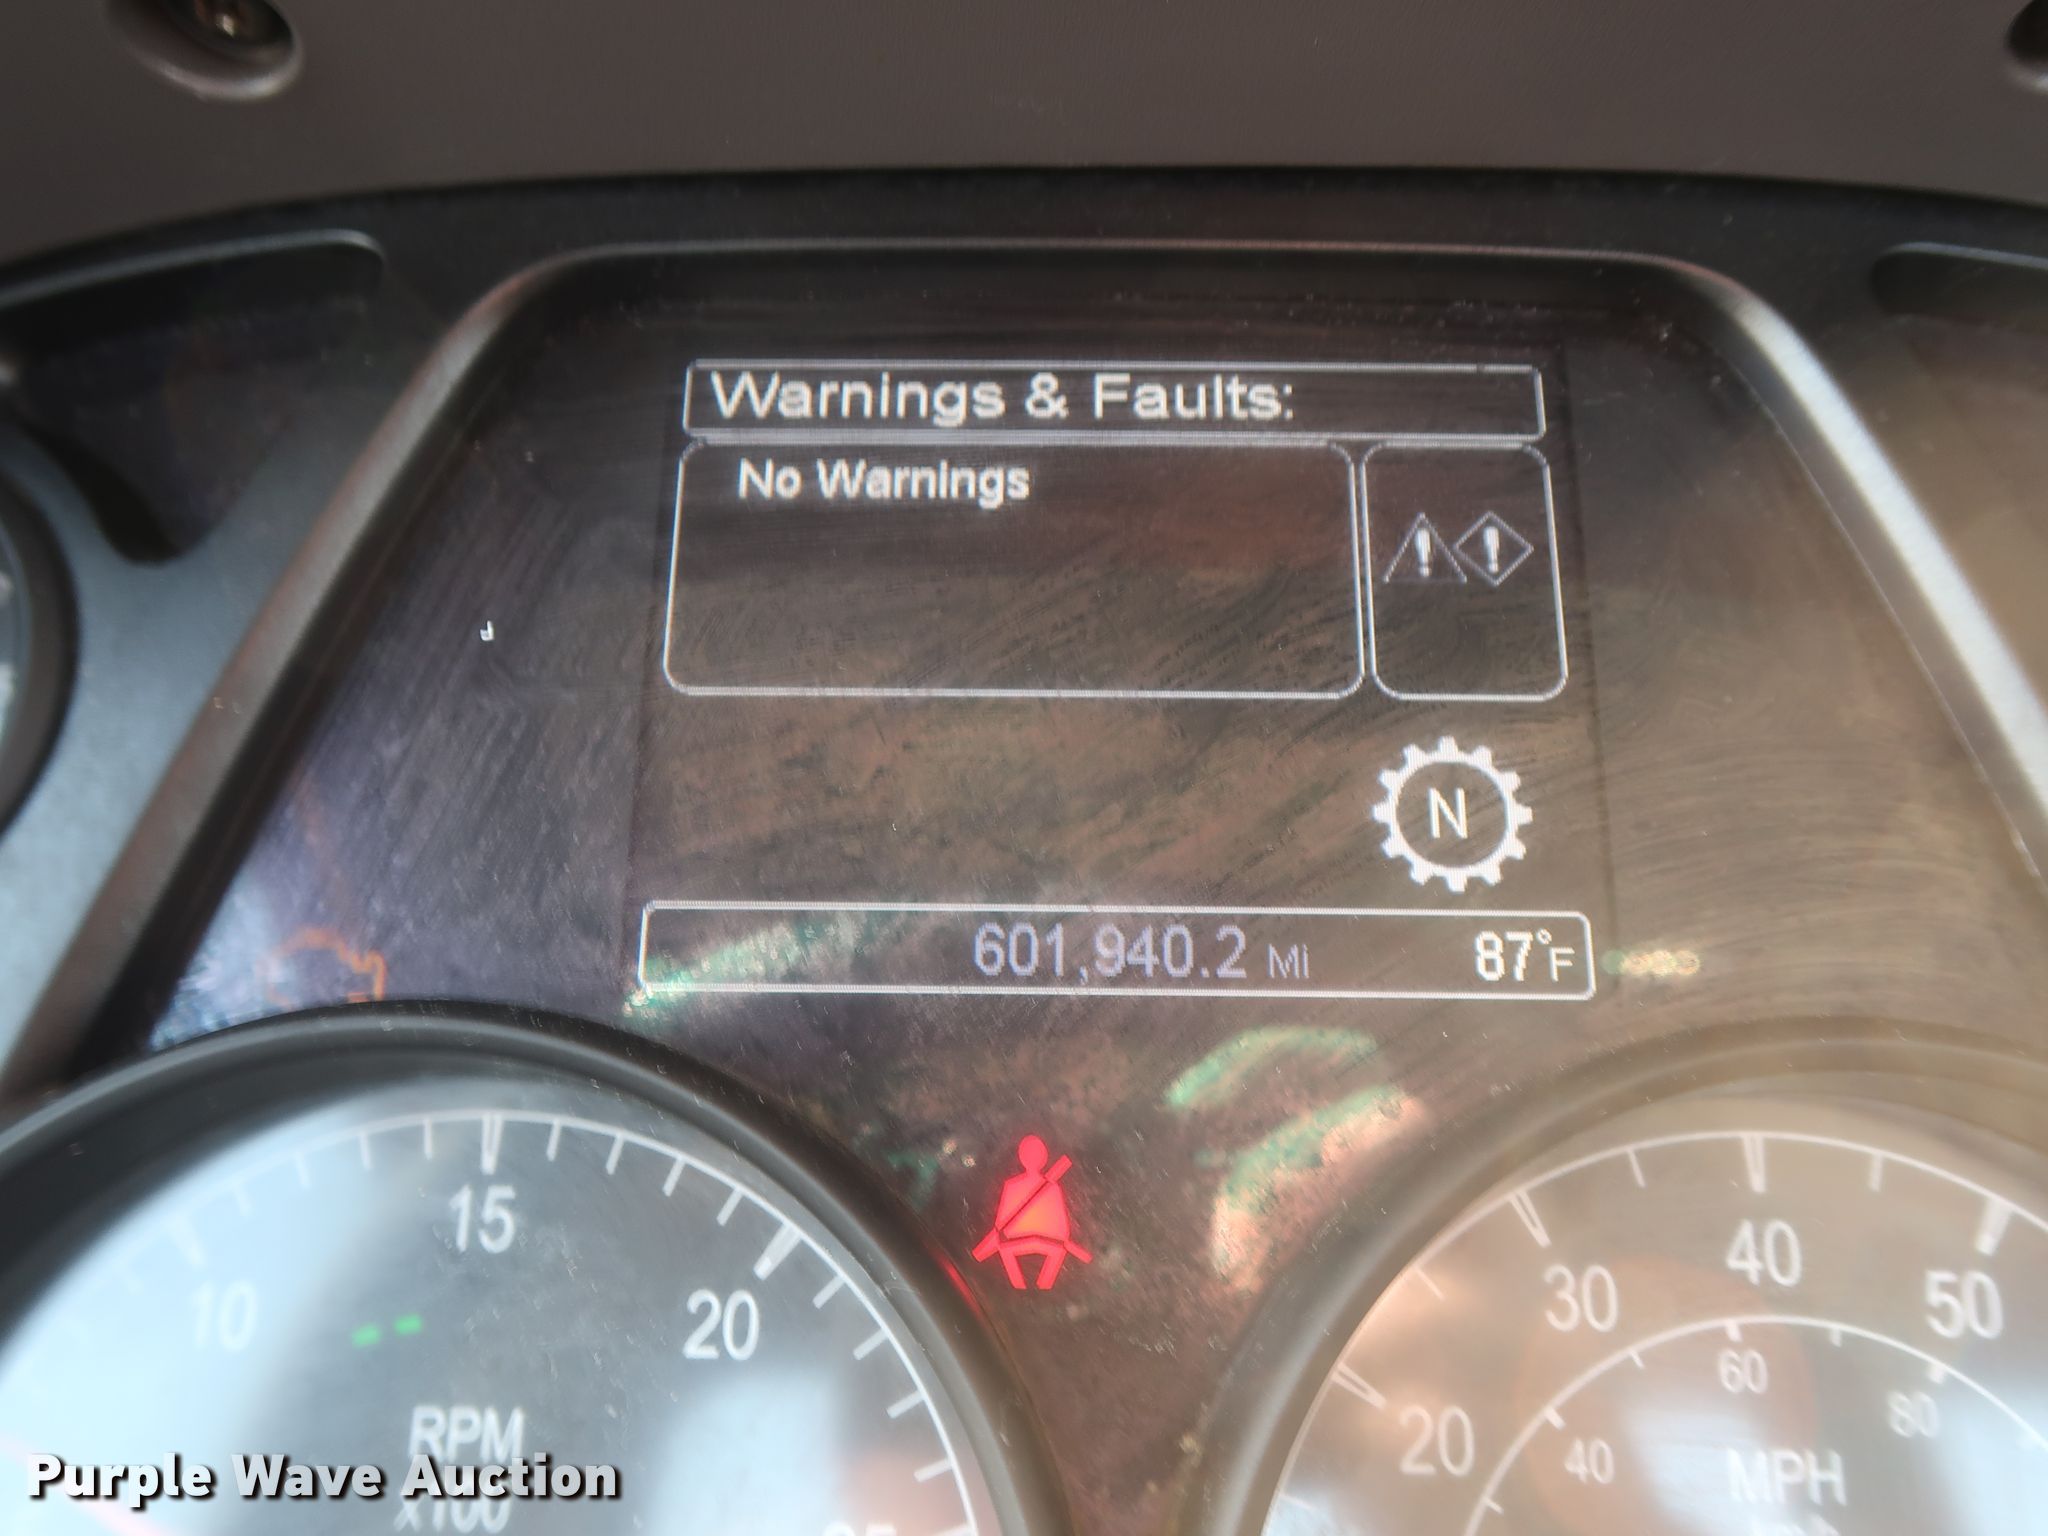 Warnings & Faults:
No Warnings
N
601,940.2 Mi
87°F
10
15
20
RPM
x100
20
30
40
50
40
60
80
MPH
Purple Wave Auction